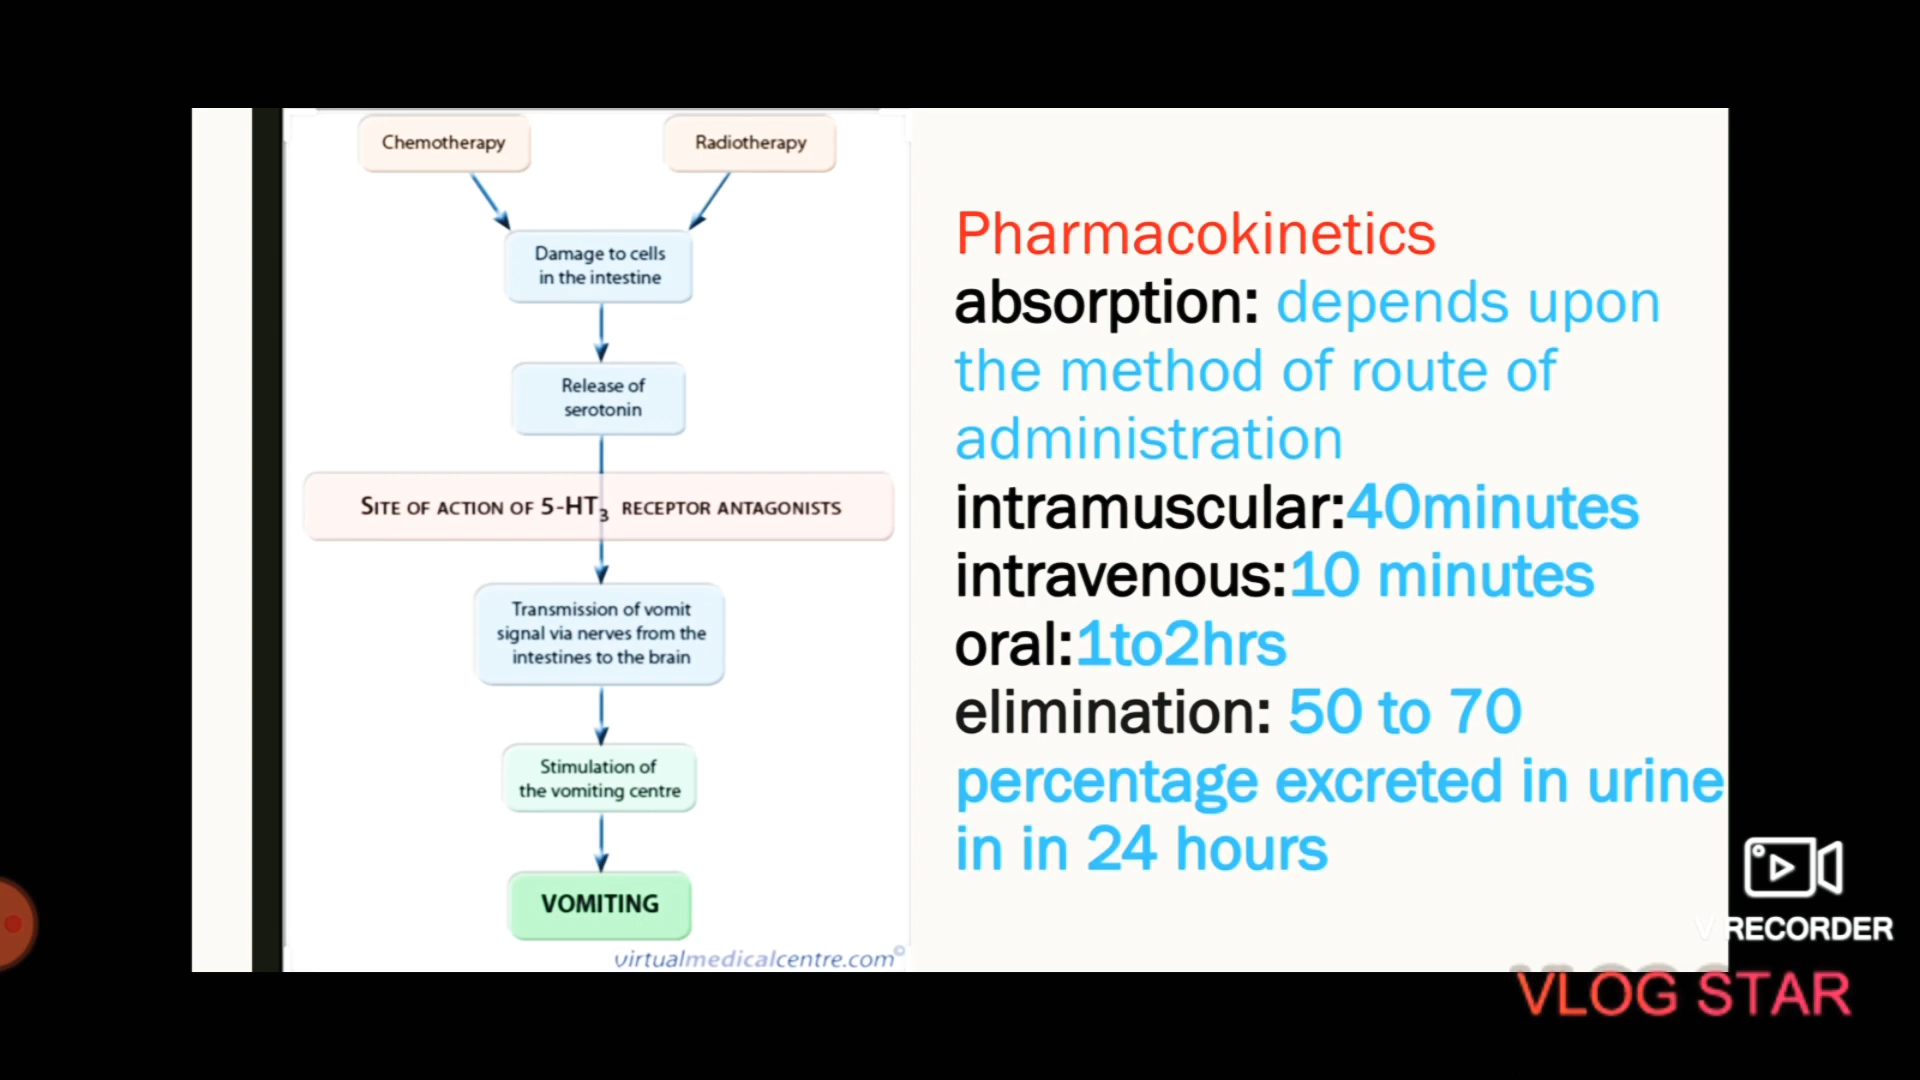 Chemotherapy
Radiotherapy
Damage to cells
in the intestine
Release of
serotonin
SITE OF ACTION OF 5-HT3 RECEPTOR ANTAGONISTS
Transmission of vomit
signal via nerves from the
intestines to the brain
Stimulation of
the vomiting centre
VOMITING
virtualmedicalcentre.com©
Pharmacokinetics
absorption: depends upon
the method of route of
administration
intramuscular:40minutes
intravenous:10 minutes
oral:1to2hrs
elimination: 50 to 70
percentage excreted in urine
in in 24 hours
V RECORDER
VLOG STAR